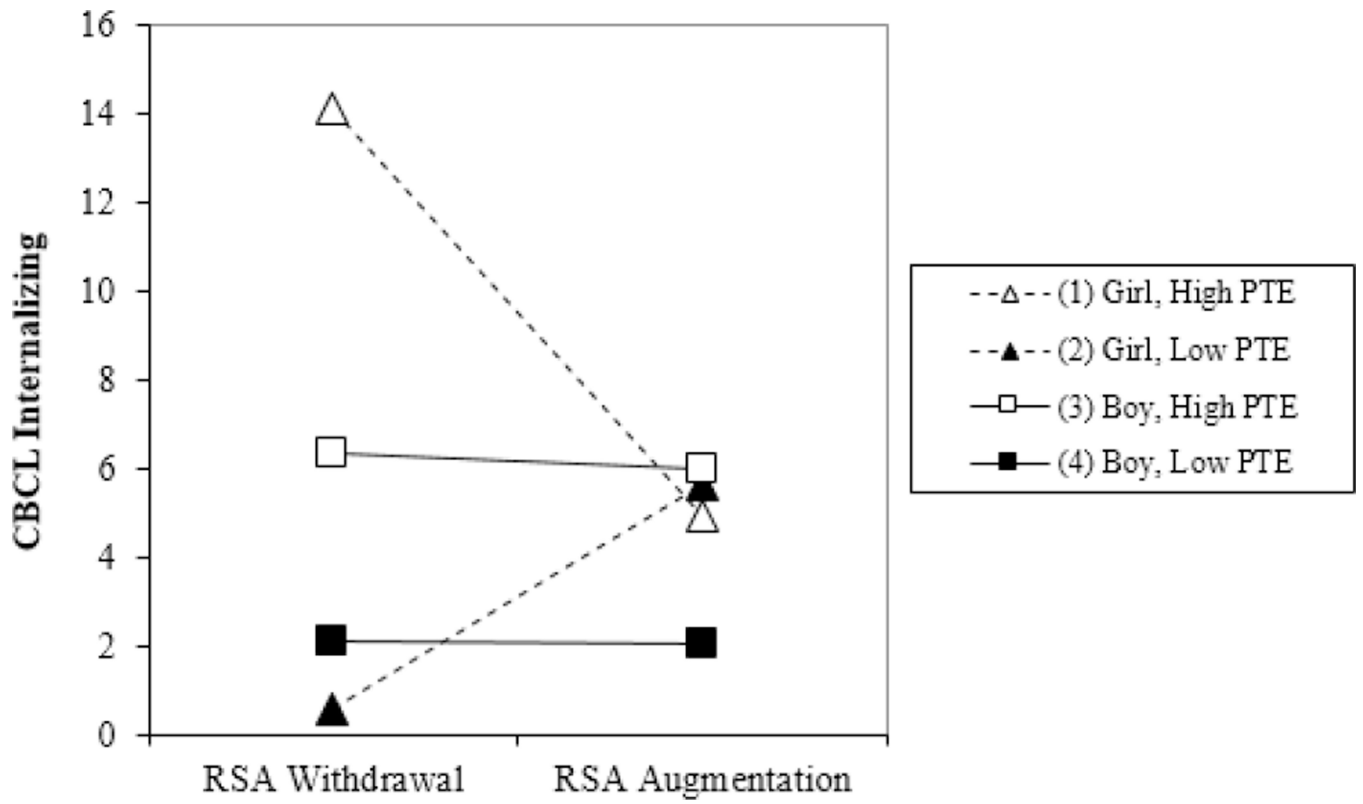 16
14
12
10
8
6
4
2
0
CBCL Internalizing
RSA Withdrawal
RSA Augmentation
(1) Girl, High PTE
(2) Girl, Low PTE
(3) Boy, High PTE
(4) Boy, Low PTE